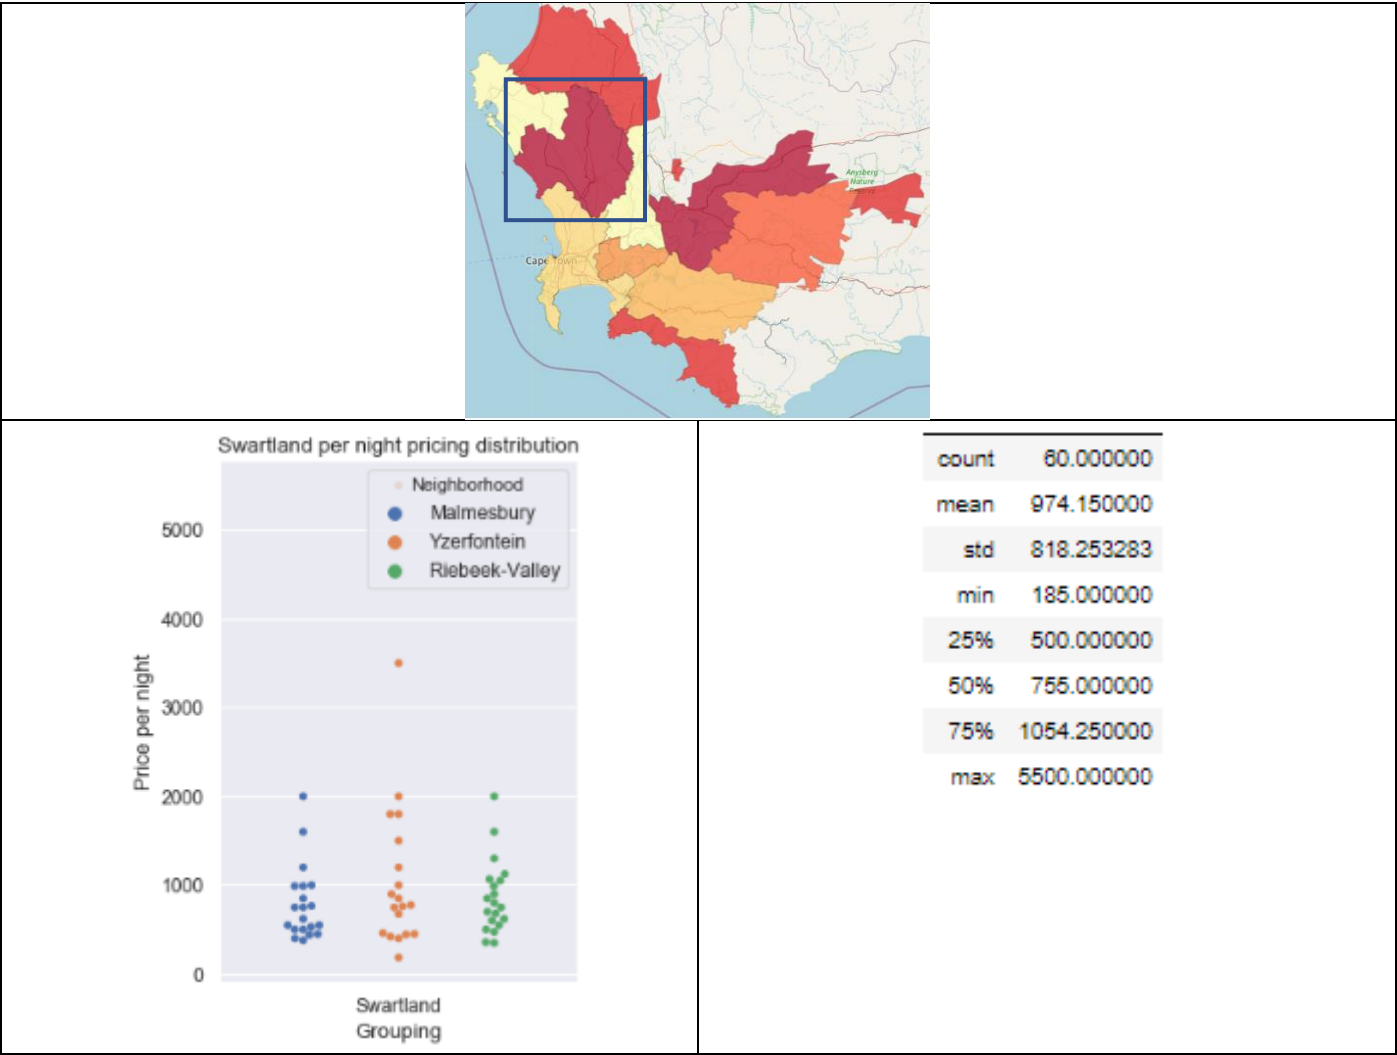 Anysberg
Nature
Reserve
Cape Town
Swartland per night pricing distribution
Neighborhood
Malmesbury
Yzerfontein
Riebeek-Valley
5000
4000
3000
2000
1000
0
Price per night
Swartland
Grouping
count 60.000000
mean 974.150000
std 818.253283
min 185.000000
25% 500.000000
50% 755.000000
75% 1054.250000
max 5500.000000